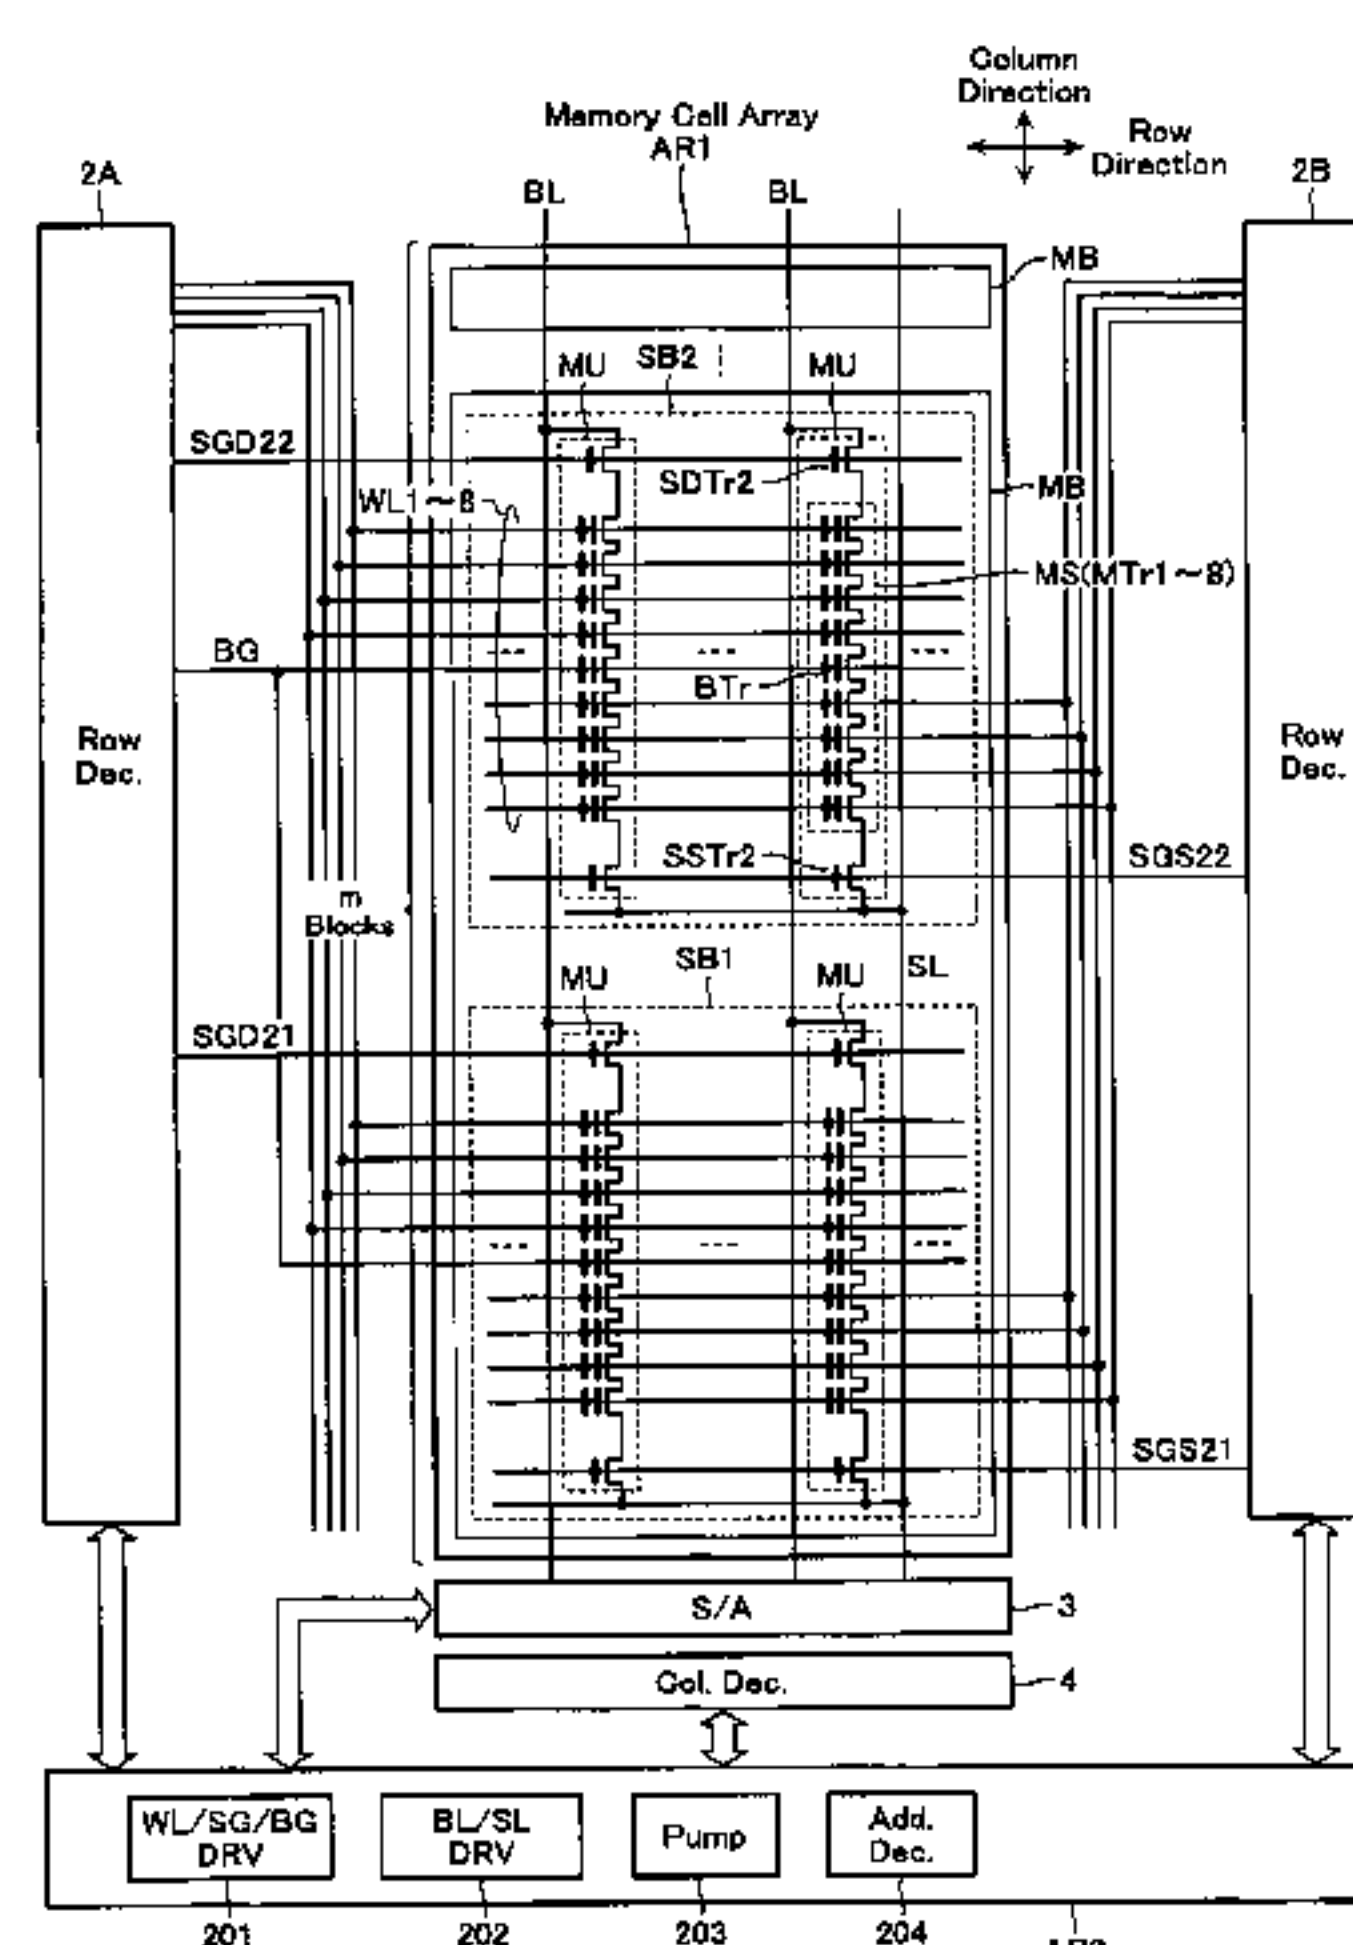 Column
Direction
Memory Cell Array
AR1
Row
Direction
2A
2B
BL
BL
MB
MU
SB2
MU
SGD22
SDTr2
WL1~8
MB
MS(MTr1~8)
BG
BTr
Row
Dec.
Row
Dec.
SSTr2
SGS22
m
Blocks
MU
SB1
MU
SL
SGD21
SGS21
S/A
3
Col. Dec.
4
WL/SG/BG
DRV
BL/SL
DRV
Pump
Add.
Dec.
201
202
203
204